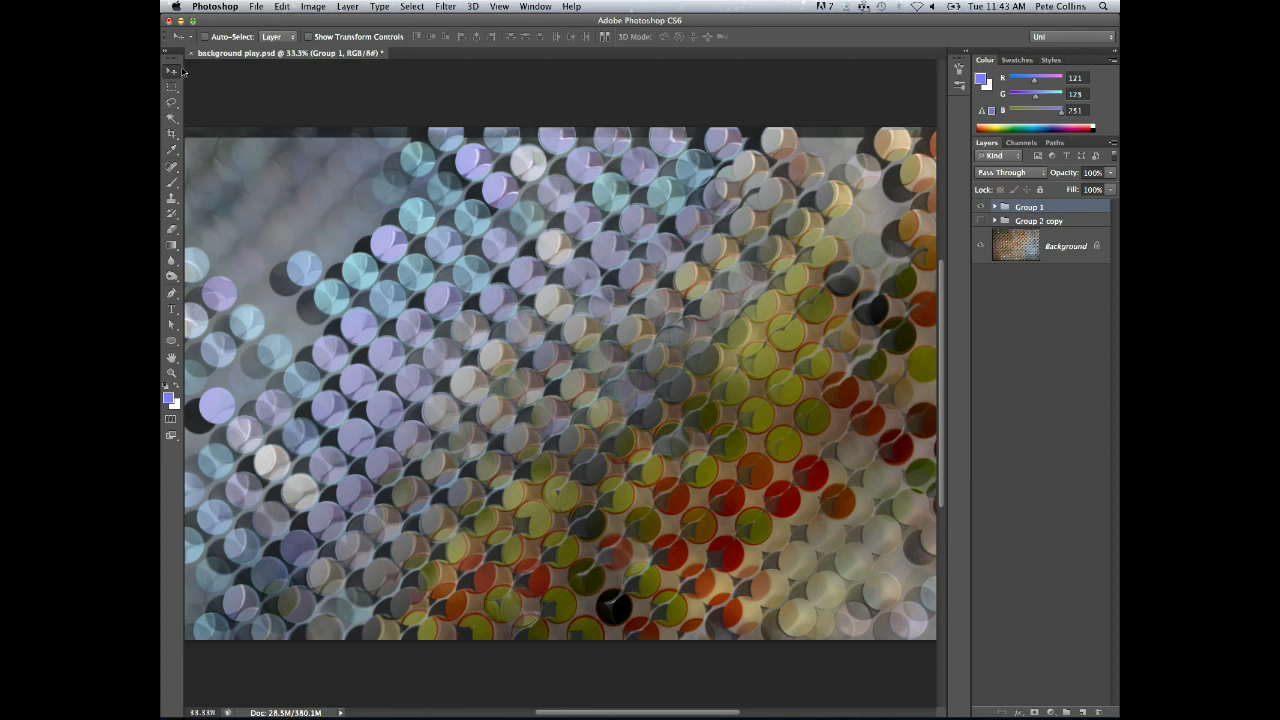 Photoshop File Edit Image Layer Type Select Filter 3D View Window Help 7 Tue 11:43 AM Pete Collins
Adobe Photoshop CS6
Auto-Select: Layer Show Transform Controls 3D Mode: Uni
× background play.psd @ 33.3% (Group 1, RGB/8#) *
Color Swatches Styles
R 121
G 123
B 251
Layers Channels Paths
Kind
Pass Through Opacity: 100%
Lock: Fill: 100%
Group 1
Group 2 copy
Background
33.33% Doc: 28.5M/380.1M